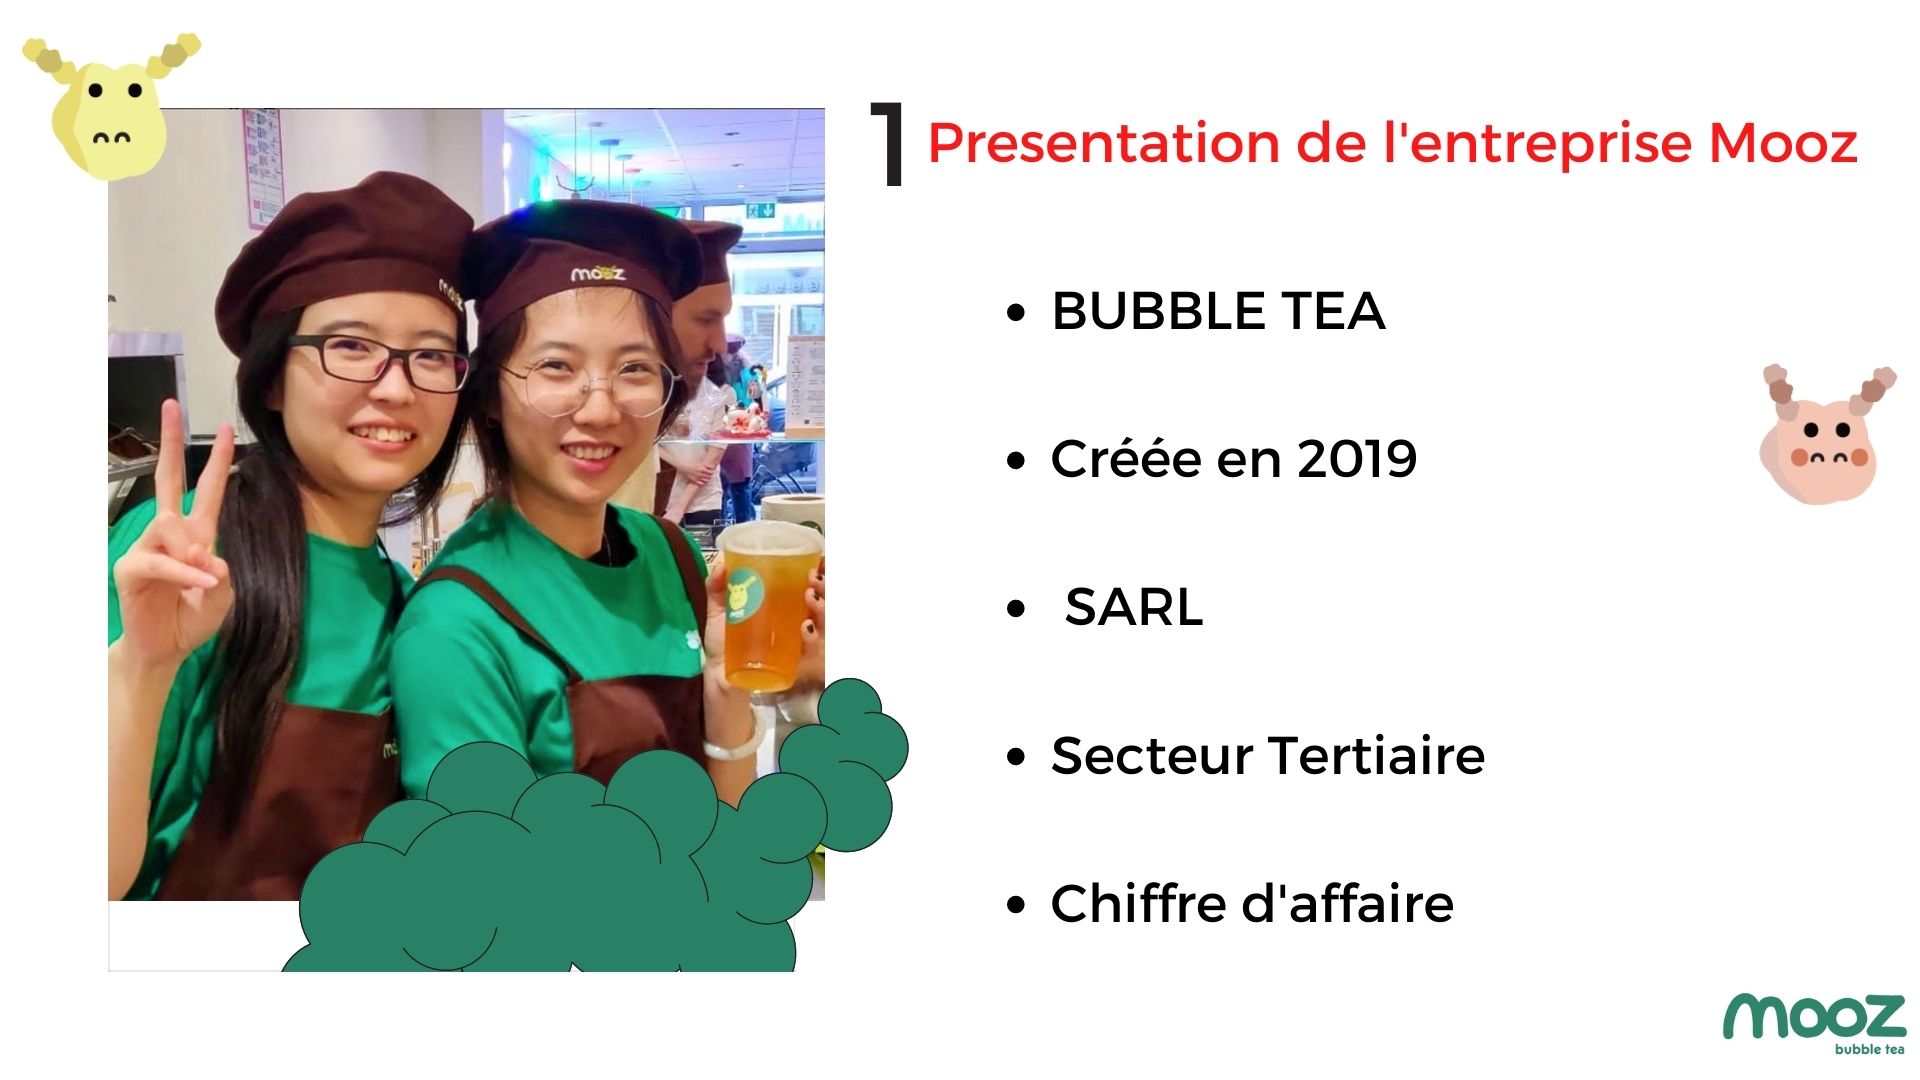 1 Presentation de l'entreprise Mooz
• BUBBLE TEA
• Créée en 2019
• SARL
• Secteur Tertiaire
• Chiffre d'affaire
mooz
mooz
bubble tea